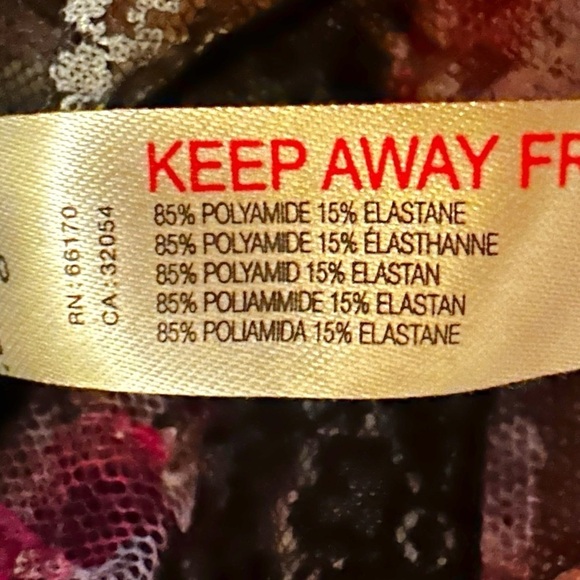 KEEP AWAY FR
85% POLYAMIDE 15% ELASTANE
85% POLYAMIDE 15% ÉLASTHANNE
85% POLYAMID 15% ELASTAN
85% POLIAMMIDE 15% ELASTAN
85% POLIAMIDA 15% ELASTANE
RN : 66170
CA : 32054